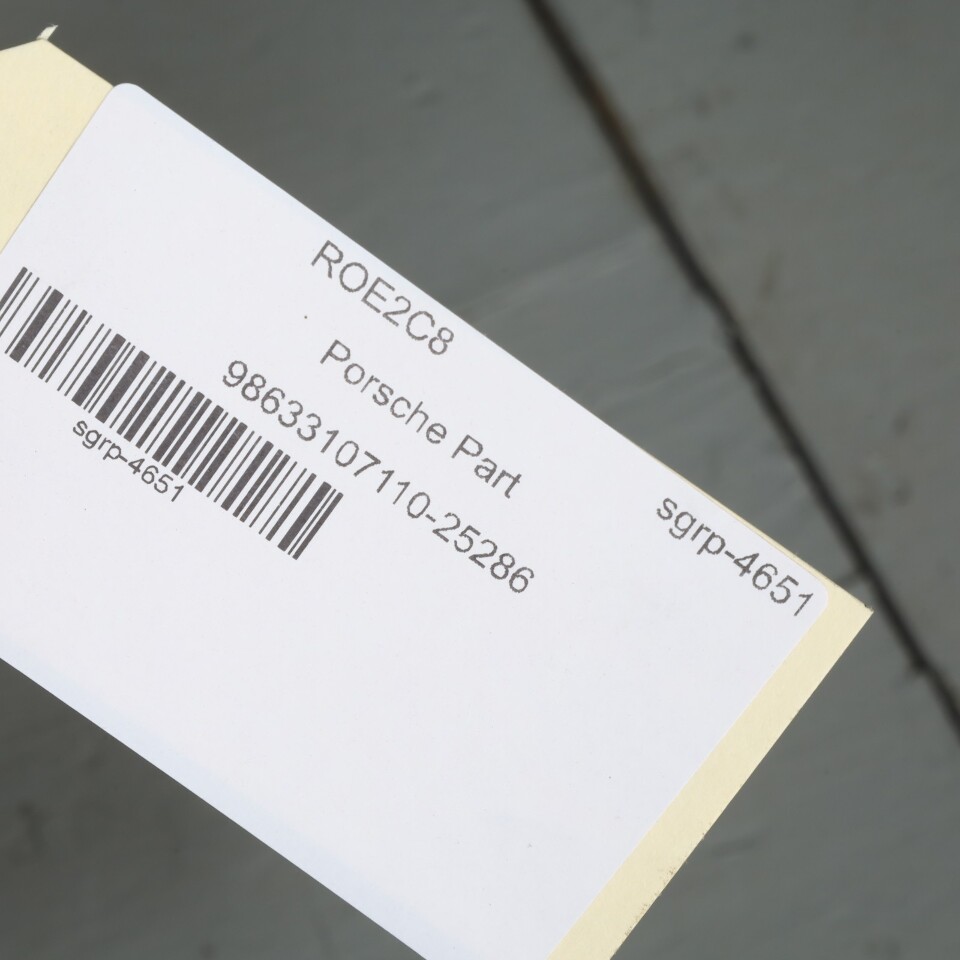 ROE2C8
Porsche Part
98633107110-25286
sgrp-4651
sgrp-4651